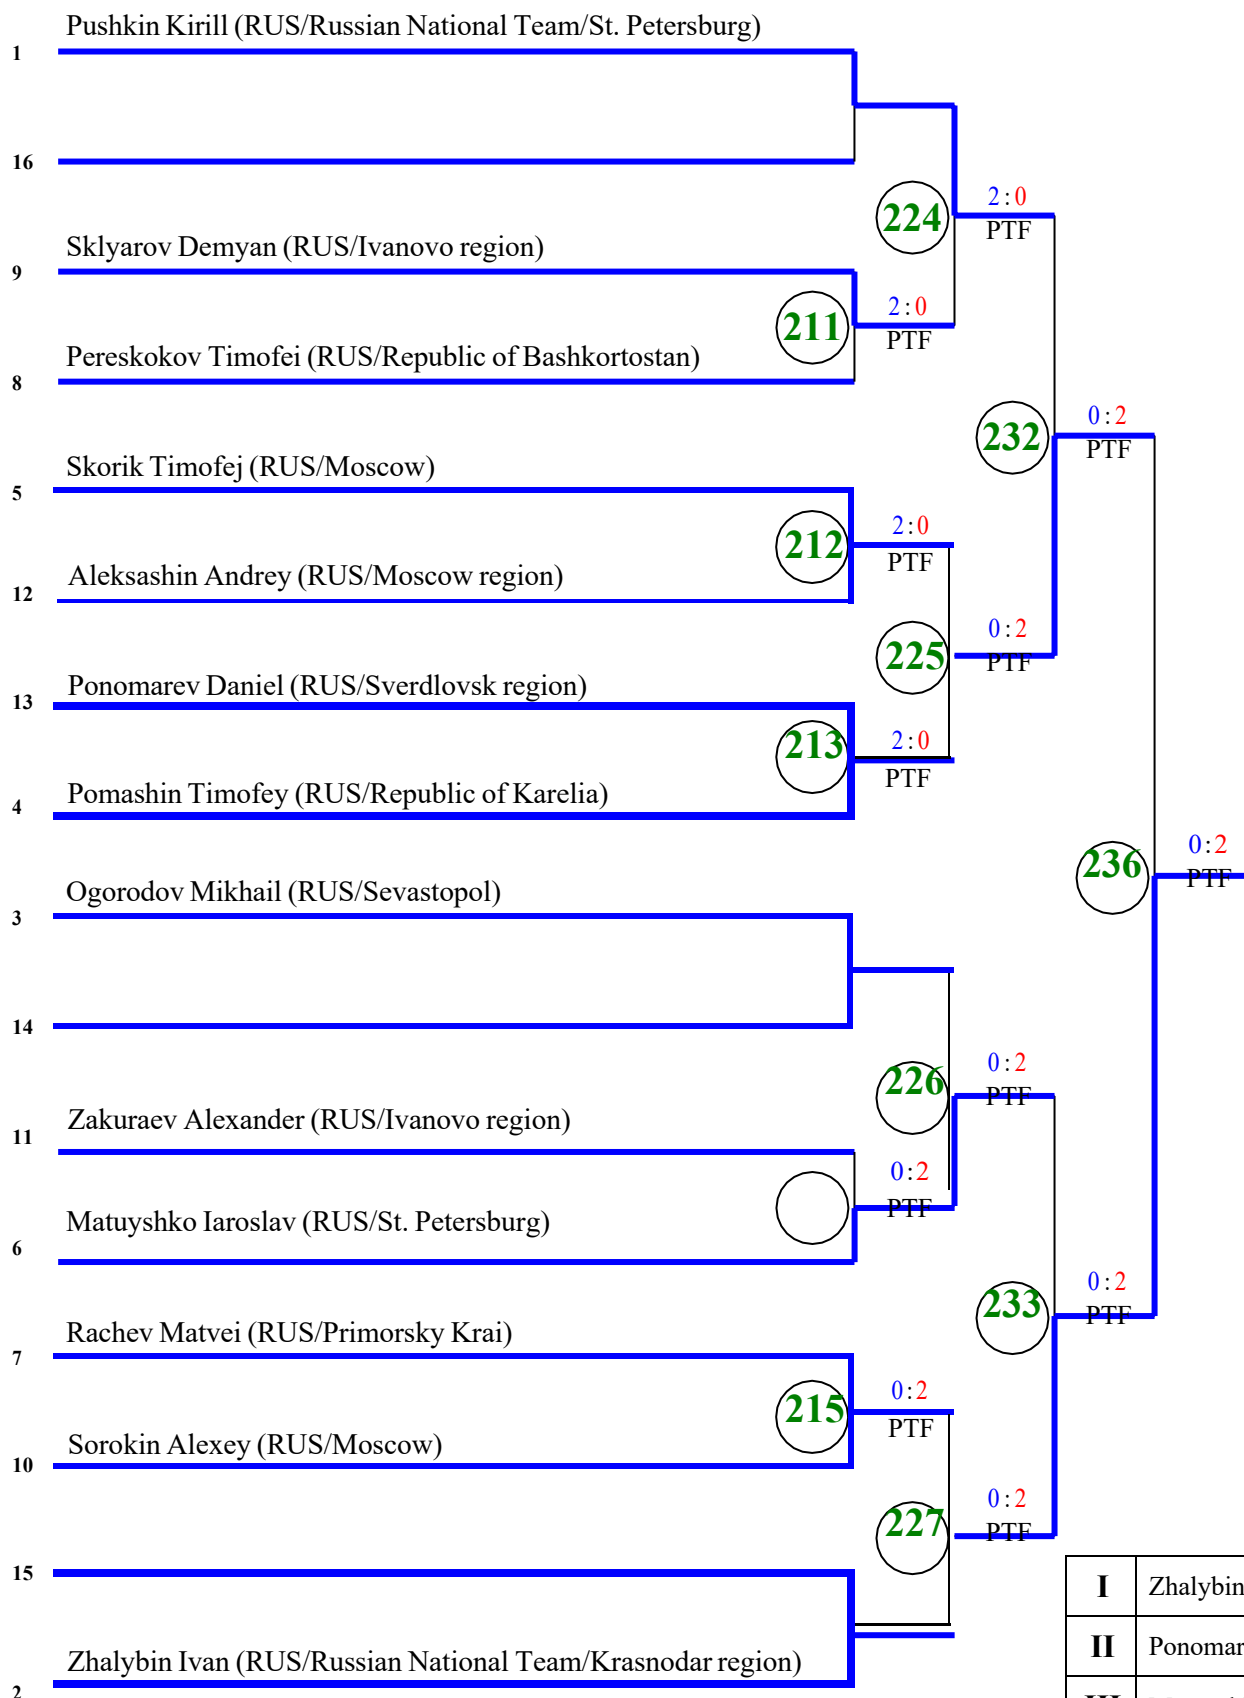 Pushkin Kirill (RUS/Russian National Team/St. Petersburg)
1
16
224
2:0
PTF
Sklyarov Demyan (RUS/Ivanovo region)
9
211
2:0
PTF
Pereskokov Timofei (RUS/Republic of Bashkortostan)
8
232
0:2
PTF
Skorik Timofej (RUS/Moscow)
5
212
2:0
PTF
Aleksashin Andrey (RUS/Moscow region)
12
225
0:2
PTF
Ponomarev Daniel (RUS/Sverdlovsk region)
13
213
2:0
PTF
Pomashin Timofey (RUS/Republic of Karelia)
4
236
0:2
PTF
Ogorodov Mikhail (RUS/Sevastopol)
3
14
226
0:2
PTF
Zakuraev Alexander (RUS/Ivanovo region)
11
0:2
PTF
Matuyshko Iaroslav (RUS/St. Petersburg)
6
233
0:2
PTF
Rachev Matvei (RUS/Primorsky Krai)
7
215
0:2
PTF
Sorokin Alexey (RUS/Moscow)
10
227
0:2
PTF
15
I Zhalybin
II Ponomar
Zhalybin Ivan (RUS/Russian National Team/Krasnodar region)
2
III